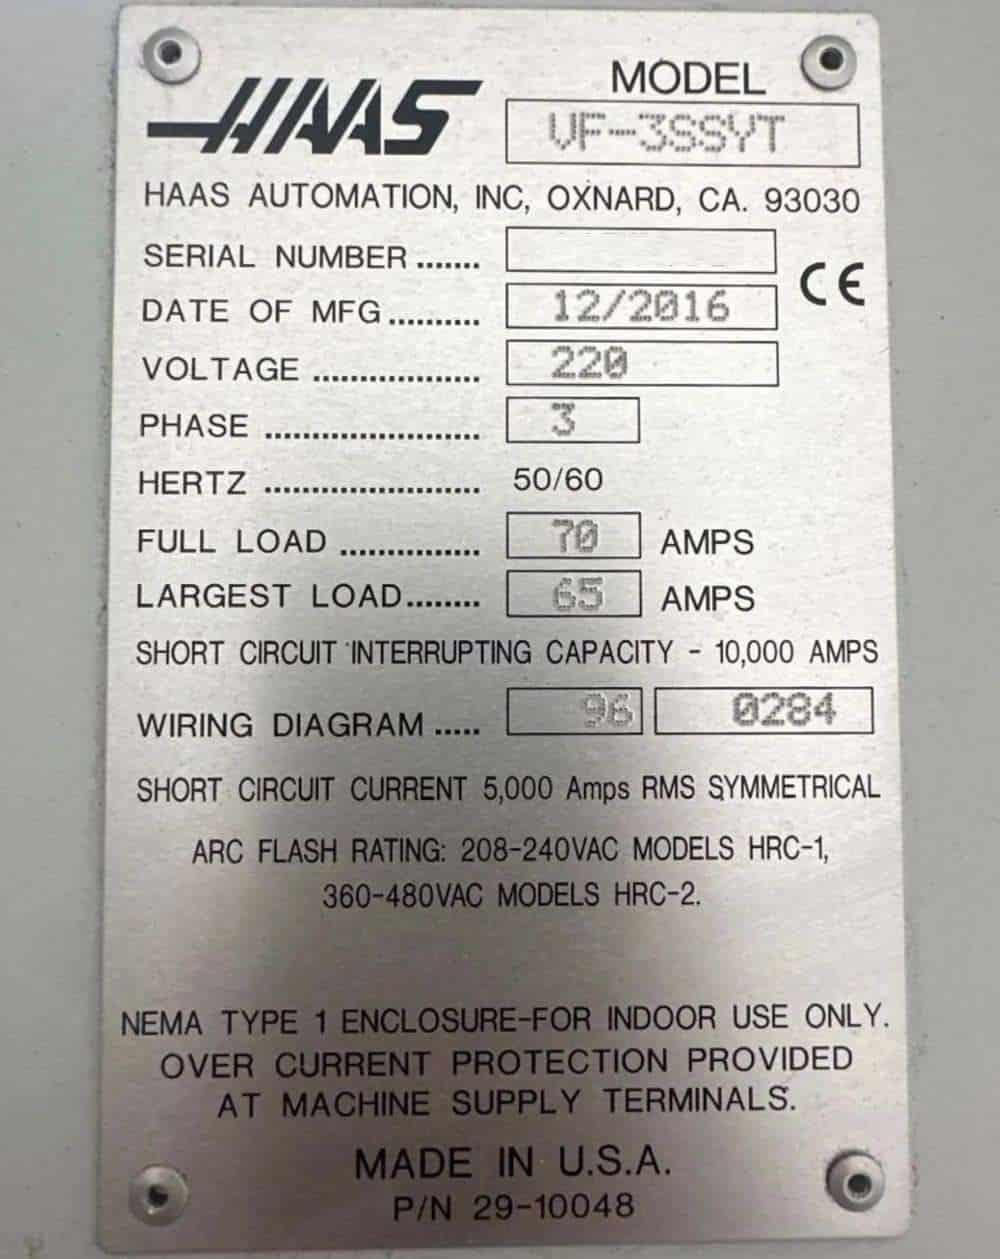 HAAS
MODEL
VF-3SSYT
HAAS AUTOMATION, INC, OXNARD, CA. 93030
SERIAL NUMBER .......
CE
DATE OF MFG .......... 12/2016
VOLTAGE .................. 220
PHASE ....................... 3
HERTZ ....................... 50/60
FULL LOAD ............... 70 AMPS
LARGEST LOAD ........ 65 AMPS
SHORT CIRCUIT INTERRUPTING CAPACITY - 10,000 AMPS
WIRING DIAGRAM ..... 96 0284
SHORT CIRCUIT CURRENT 5,000 Amps RMS SYMMETRICAL
ARC FLASH RATING: 208-240VAC MODELS HRC-1,
360-480VAC MODELS HRC-2.
NEMA TYPE 1 ENCLOSURE-FOR INDOOR USE ONLY.
OVER CURRENT PROTECTION PROVIDED
AT MACHINE SUPPLY TERMINALS.
MADE IN U.S.A.
P/N 29-10048